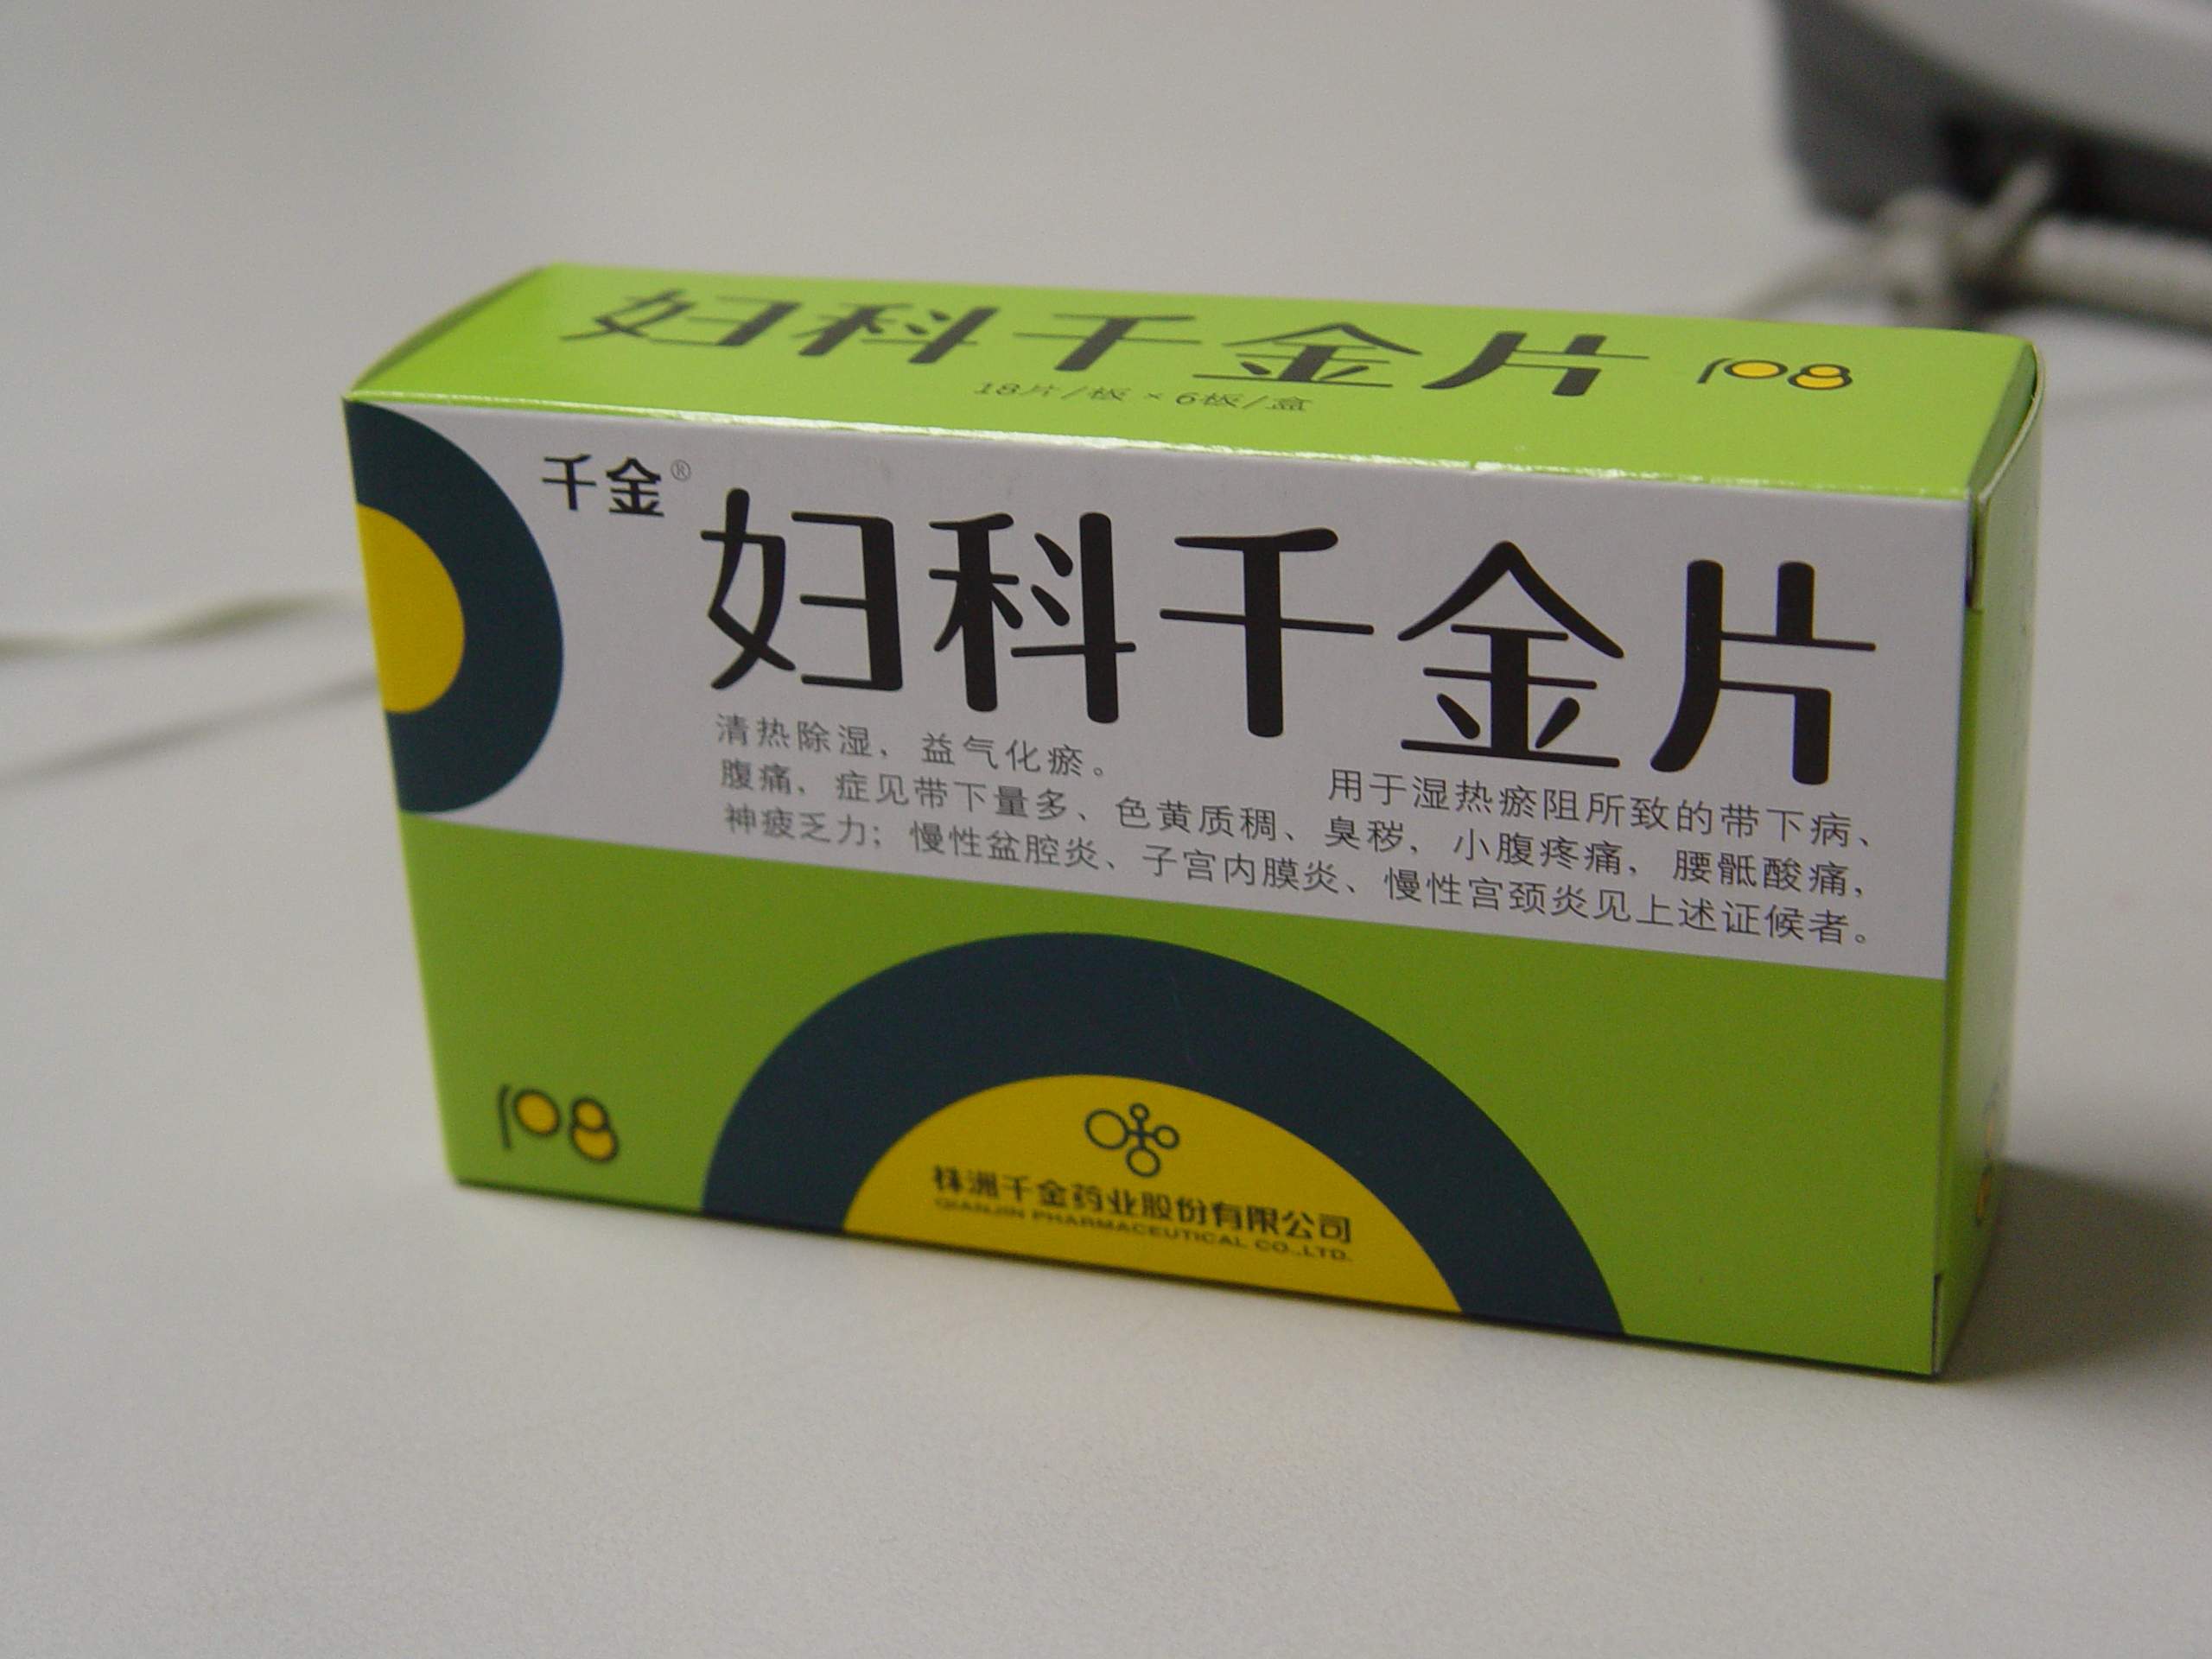 妇科千金片 108
18片/板×6板/盒
千金®
妇科千金片
清热除湿，益气化瘀。 用于湿热瘀阻所致的带下病、
腹痛，症见带下量多、色黄质稠、臭秽，小腹疼痛，腰骶酸痛，
神疲乏力；慢性盆腔炎、子宫内膜炎、慢性宫颈炎见上述证候者。
108
株洲千金药业股份有限公司
QIANJIN PHARMACEUTICAL CO.,LTD.